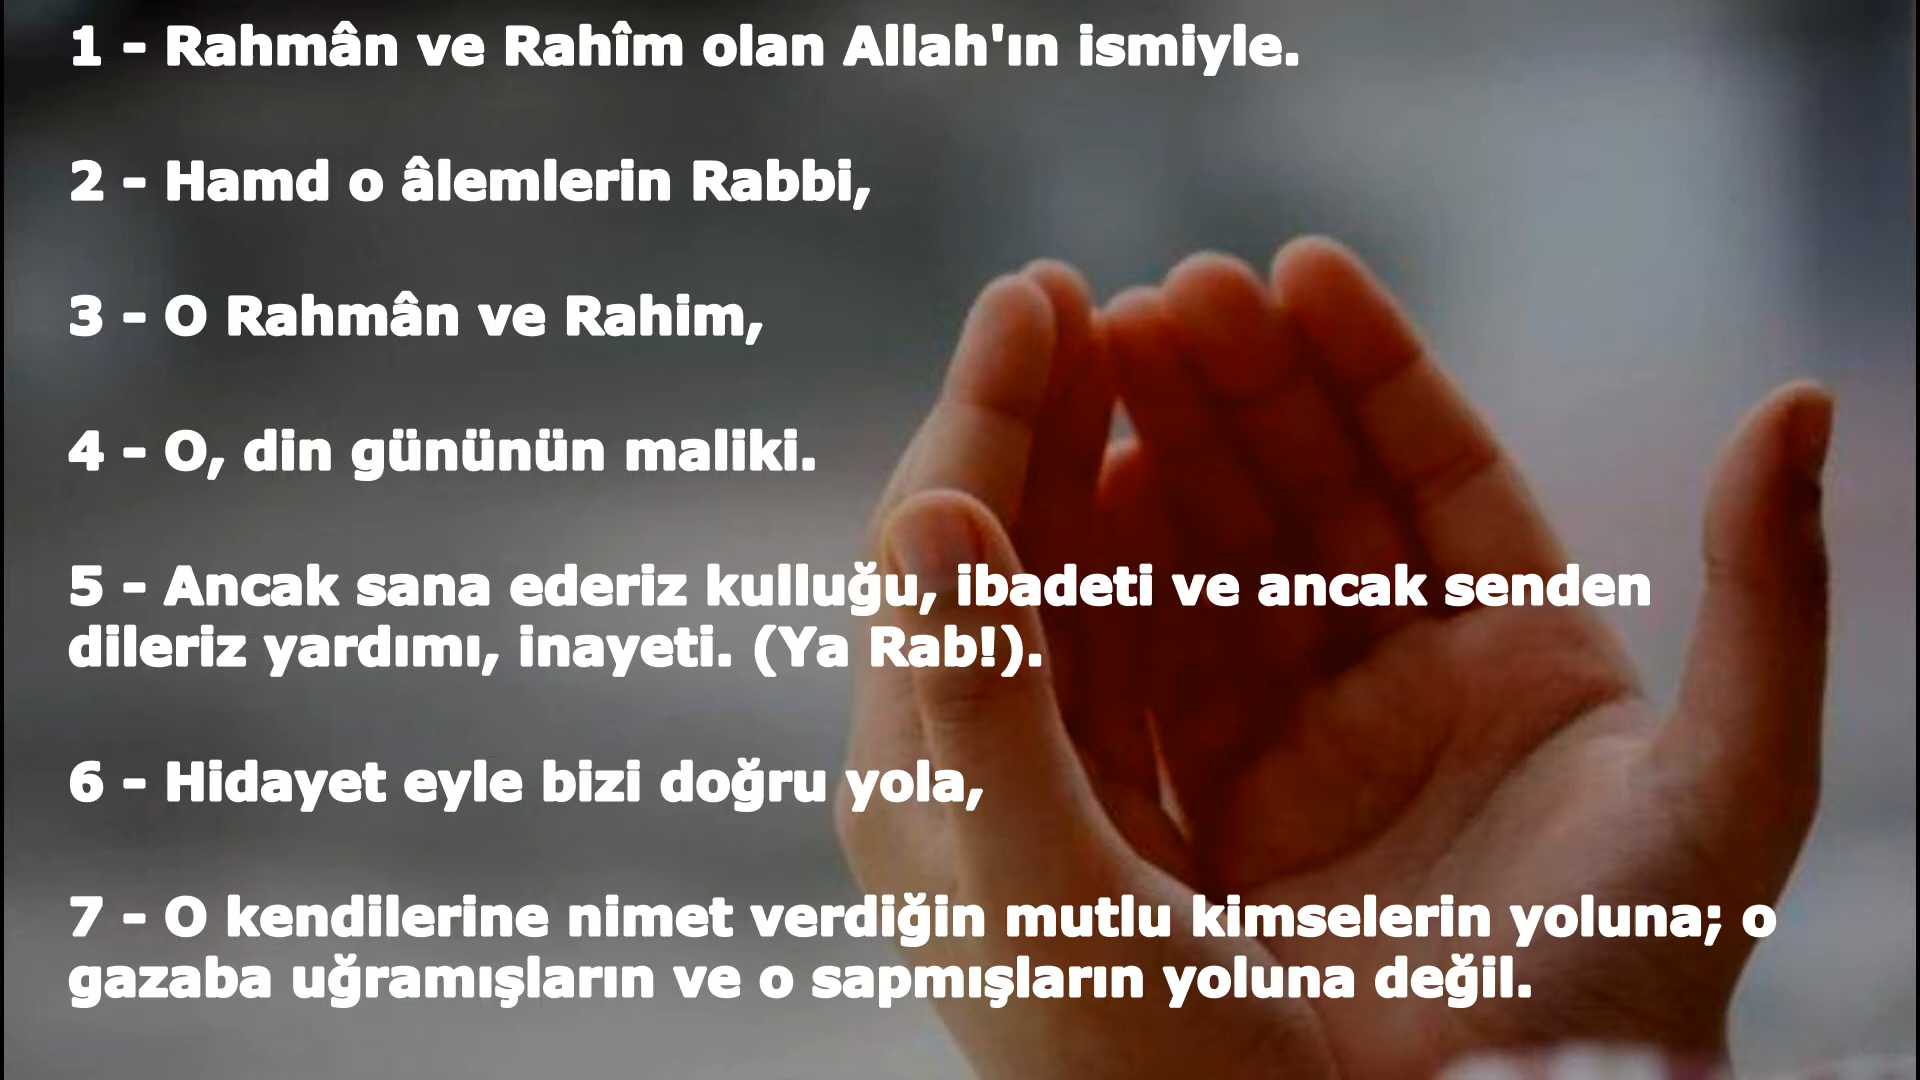 1 - Rahmân ve Rahîm olan Allah'ın ismiyle.
2 - Hamd o âlemlerin Rabbi,
3 - O Rahmân ve Rahim,
4 - O, din gününün maliki.
5 - Ancak sana ederiz kulluğu, ibadeti ve ancak senden
dileriz yardımı, inayeti. (Ya Rab!).
6 - Hidayet eyle bizi doğru yola,
7 - O kendilerine nimet verdiğin mutlu kimselerin yoluna; o
gazaba uğramışların ve o sapmışların yoluna değil.